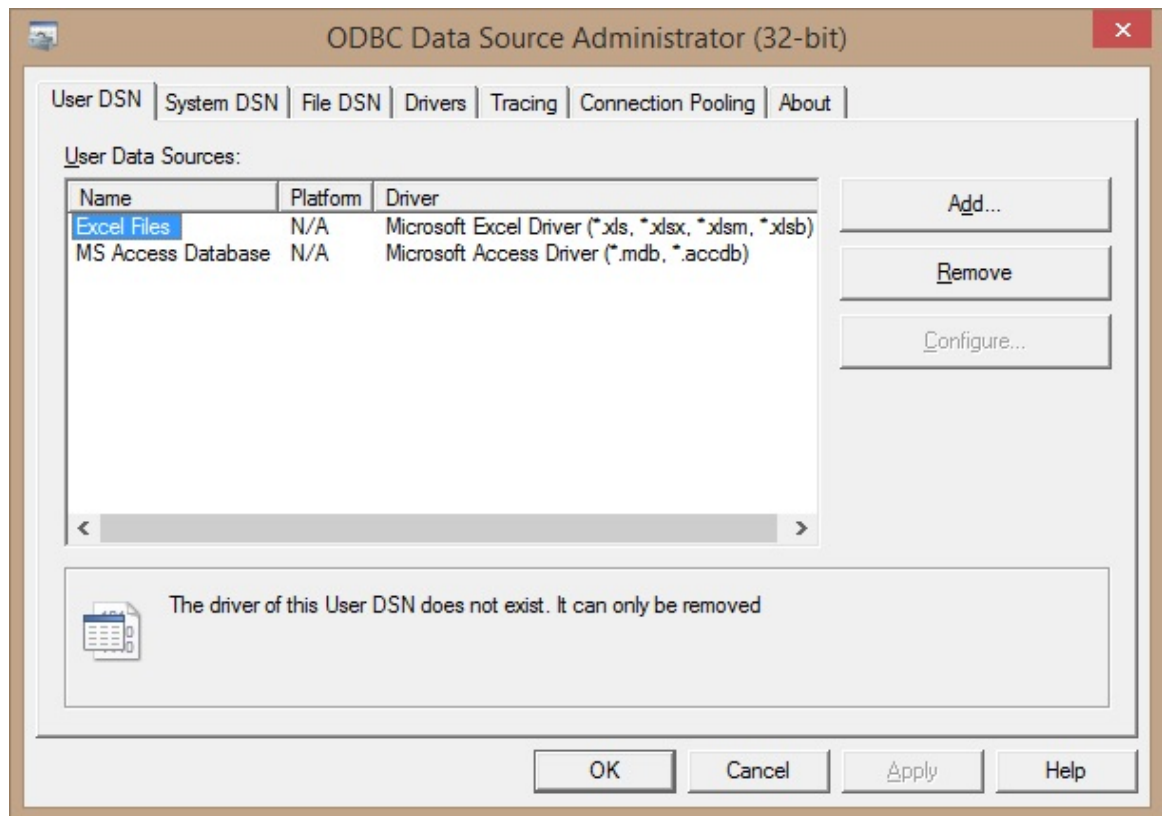 ODBC Data Source Administrator (32-bit)
User DSN System DSN File DSN Drivers Tracing Connection Pooling About
User Data Sources:
Name Platform Driver
Excel Files N/A Microsoft Excel Driver (*.xls, *.xlsx, *.xlsm, *.xlsb)
MS Access Database N/A Microsoft Access Driver (*.mdb, *.accdb)
Add...
Remove
Configure...
The driver of this User DSN does not exist. It can only be removed
OK Cancel Apply Help